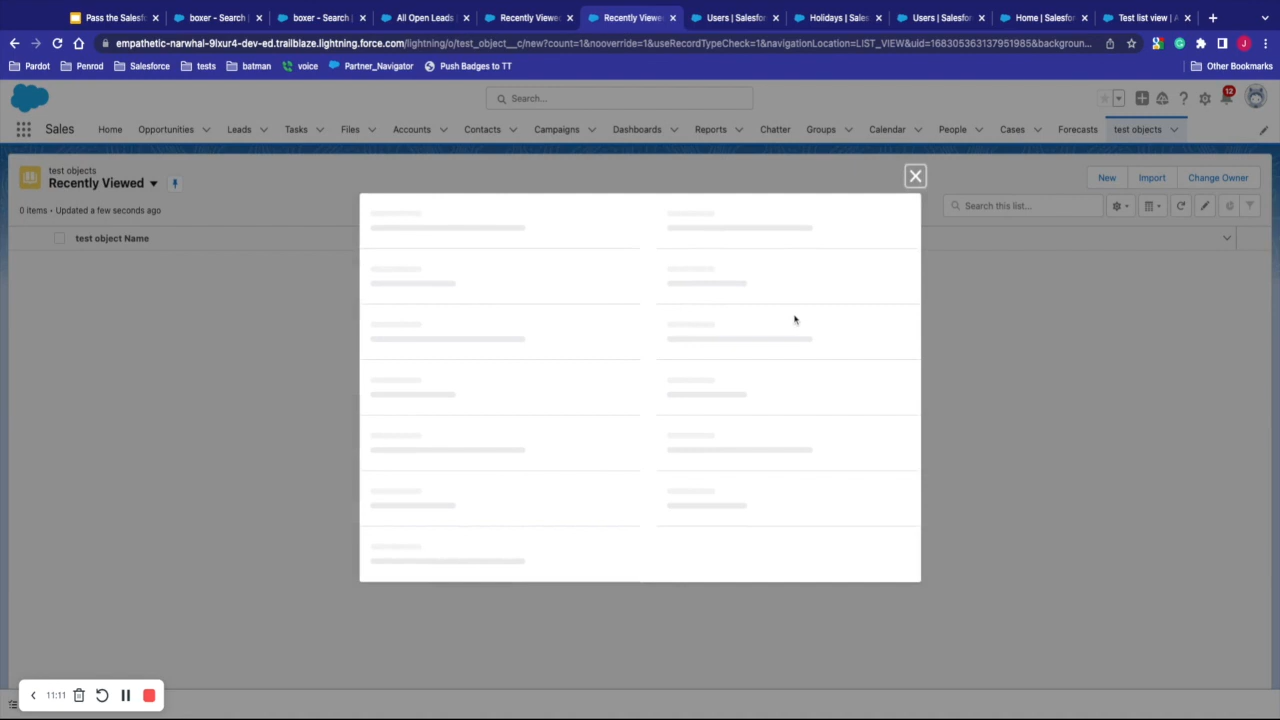 Pass the Salesf
boxer - Search
boxer - Search
All Open Leads
Recently Viewe
Recently Viewe
Users | Salesfor
Holidays | Sales
Users | Salesfor
Home | Salesfor
Test list view | A
empathetic-narwhal-9lxur4-dev-ed.trailblaze.lightning.force.com/lightning/o/test_object__c/new?count=1&nooverride=1&useRecordTypeCheck=1&navigationLocation=LIST_VIEW&uid=168305363137951985&backgroun...
J
Pardot
Penrod
Salesforce
tests
batman
voice
Partner_Navigator
Push Badges to TT
Other Bookmarks
Search...
12
Sales
Home
Opportunities
Leads
Tasks
Files
Accounts
Contacts
Campaigns
Dashboards
Reports
Chatter
Groups
Calendar
People
Cases
Forecasts
test objects
test objects
Recently Viewed
New
Import
Change Owner
0 items • Updated a few seconds ago
Search this list...
test object Name
11:11